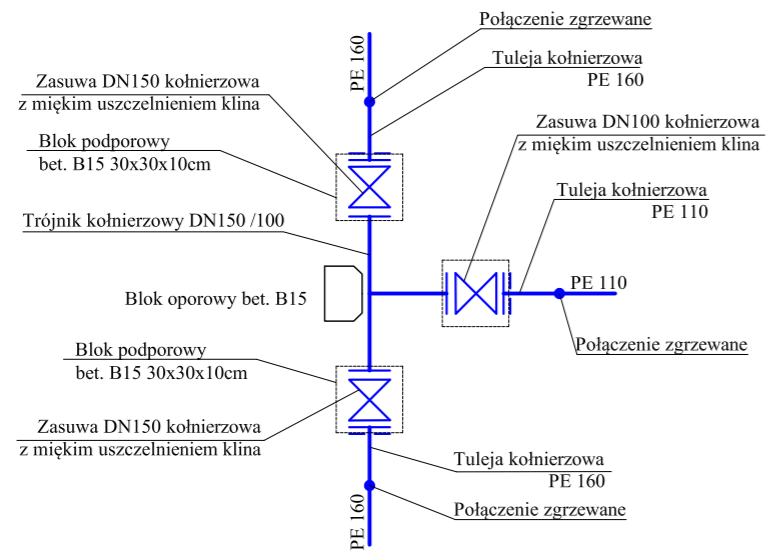 Połączenie zgrzewane
PE 160
Tuleja kołnierzowa
PE 160
Zasuwa DN150 kołnierzowa
z miękim uszczelnieniem klina
Zasuwa DN100 kołnierzowa
z miękim uszczelnieniem klina
Blok podporowy
bet. B15 30x30x10cm
Tuleja kołnierzowa
PE 110
Trójnik kołnierzowy DN150 /100
PE 110
Blok oporowy bet. B15
Połączenie zgrzewane
Blok podporowy
bet. B15 30x30x10cm
Zasuwa DN150 kołnierzowa
z miękim uszczelnieniem klina
Tuleja kołnierzowa
PE 160
Połączenie zgrzewane
PE 160